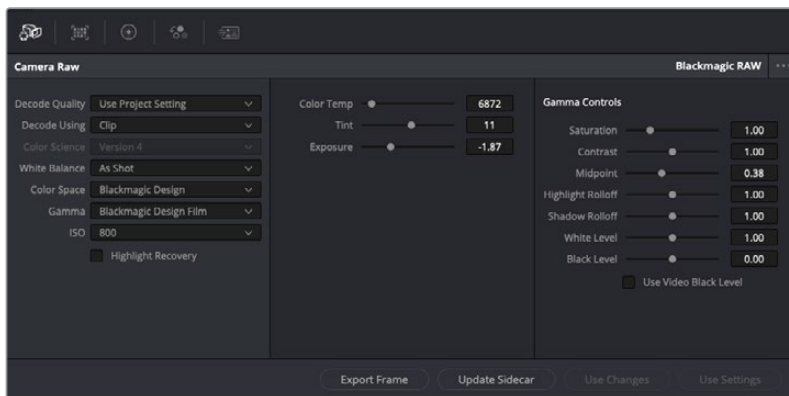 Camera Raw
Blackmagic RAW
Decode Quality Use Project Setting
Decode Using Clip
Color Science Version 4
White Balance As Shot
Color Space Blackmagic Design
Gamma Blackmagic Design Film
ISO 800
Highlight Recovery
Color Temp 6872
Tint 11
Exposure -1.87
Gamma Controls
Saturation 1.00
Contrast 1.00
Midpoint 0.38
Highlight Rolloff 1.00
Shadow Rolloff 1.00
White Level 1.00
Black Level 0.00
Use Video Black Level
Export Frame
Update Sidecar
Use Changes
Use Settings